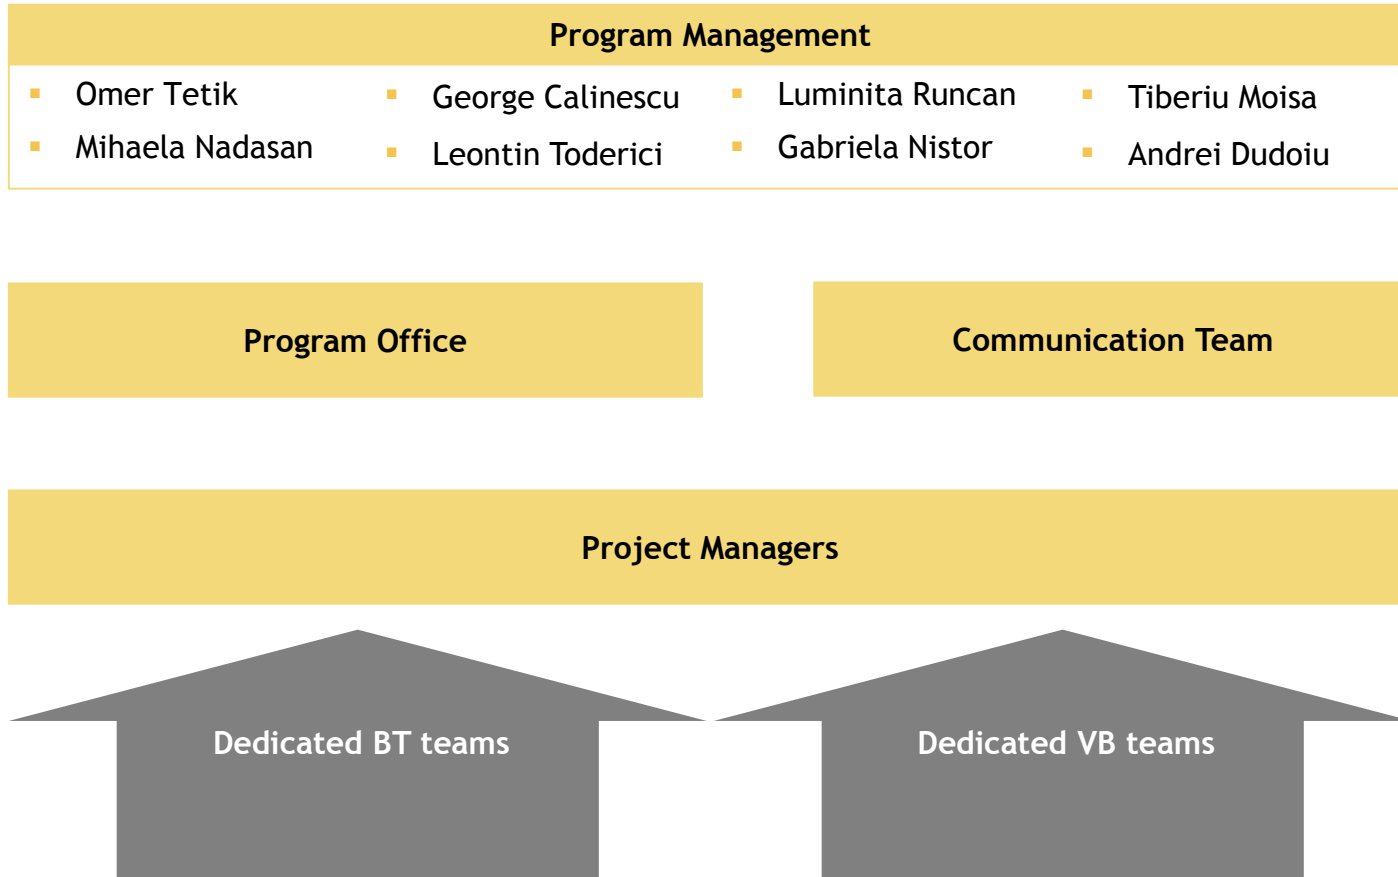 Program Management
▪ Omer Tetik
▪ Mihaela Nadasan
▪ George Calinescu
▪ Leontin Toderici
▪ Luminita Runcan
▪ Gabriela Nistor
▪ Tiberiu Moisa
▪ Andrei Dudoiu
Program Office
Communication Team
Project Managers
Dedicated BT teams
Dedicated VB teams